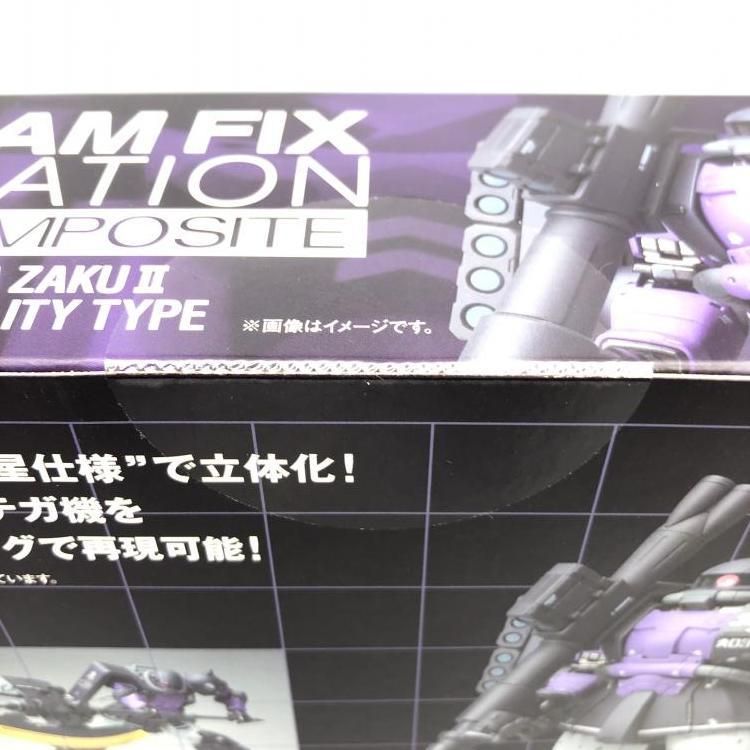 AM FIX
ATION
MPOSITE
ZAKU II
ITY TYPE
※画像はイメージです。
星仕様”で立体化！
テガ機を
グで再現可能！
ています。